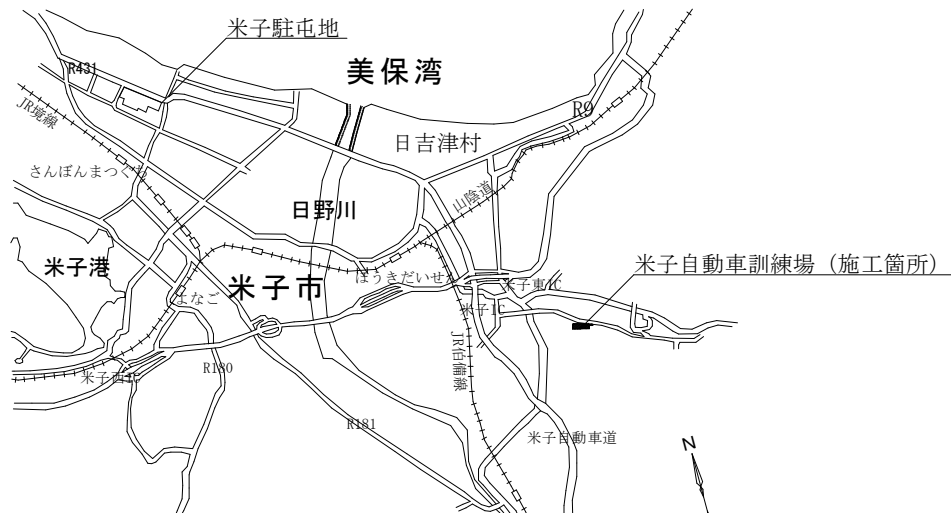 米子駐屯地
R431
美保湾
JR境線
R9
日吉津村
さんぼんまつぐち
山陰道
日野川
米子港
米子市
ほうきだいせん
米子自動車訓練場（施工箇所）
米子東IC
よなご
米子IC
JR伯備線
米子西IC
R180
R181
米子自動車道
N